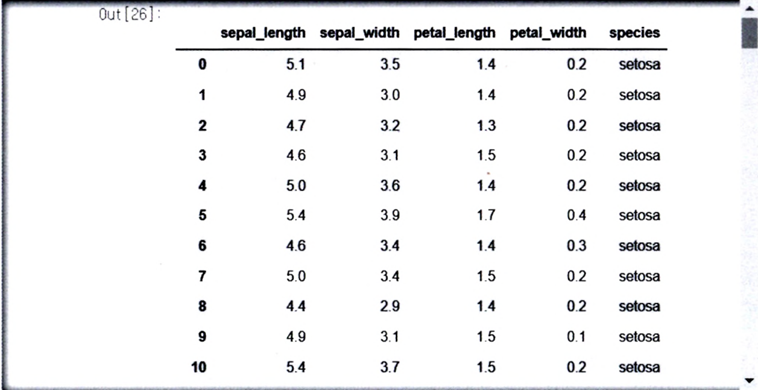 Out[26]:
sepal_length sepal_width petal_length petal_width species
0 5.1 3.5 1.4 0.2 setosa
1 4.9 3.0 1.4 0.2 setosa
2 4.7 3.2 1.3 0.2 setosa
3 4.6 3.1 1.5 0.2 setosa
4 5.0 3.6 1.4 0.2 setosa
5 5.4 3.9 1.7 0.4 setosa
6 4.6 3.4 1.4 0.3 setosa
7 5.0 3.4 1.5 0.2 setosa
8 4.4 2.9 1.4 0.2 setosa
9 4.9 3.1 1.5 0.1 setosa
10 5.4 3.7 1.5 0.2 setosa